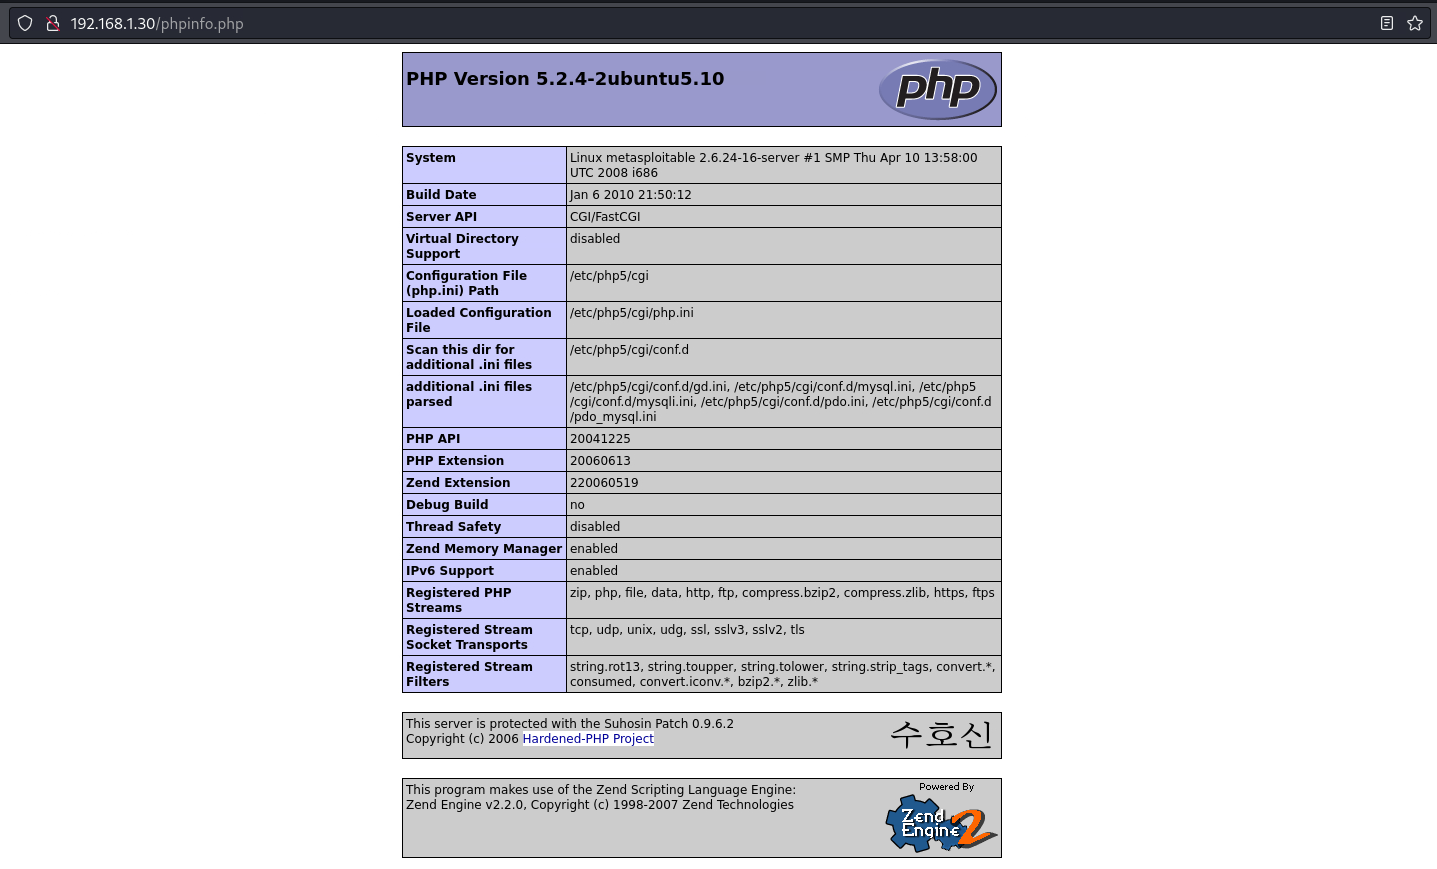 192.168.1.30/phpinfo.php
PHP Version 5.2.4-2ubuntu5.10
php
System Linux metasploitable 2.6.24-16-server #1 SMP Thu Apr 10 13:58:00
UTC 2008 i686
Build Date Jan 6 2010 21:50:12
Server API CGI/FastCGI
Virtual Directory disabled
Support
Configuration File /etc/php5/cgi
(php.ini) Path
Loaded Configuration /etc/php5/cgi/php.ini
File
Scan this dir for /etc/php5/cgi/conf.d
additional .ini files
additional .ini files /etc/php5/cgi/conf.d/gd.ini, /etc/php5/cgi/conf.d/mysql.ini, /etc/php5
parsed /cgi/conf.d/mysqli.ini, /etc/php5/cgi/conf.d/pdo.ini, /etc/php5/cgi/conf.d
/pdo_mysql.ini
PHP API 20041225
PHP Extension 20060613
Zend Extension 220060519
Debug Build no
Thread Safety disabled
Zend Memory Manager enabled
IPv6 Support enabled
Registered PHP zip, php, file, data, http, ftp, compress.bzip2, compress.zlib, https, ftps
Streams
Registered Stream tcp, udp, unix, udg, ssl, sslv3, sslv2, tls
Socket Transports
Registered Stream string.rot13, string.toupper, string.tolower, string.strip_tags, convert.*,
Filters consumed, convert.iconv.*, bzip2.*, zlib.*
This server is protected with the Suhosin Patch 0.9.6.2
Copyright (c) 2006 Hardened-PHP Project
수호신
This program makes use of the Zend Scripting Language Engine:
Zend Engine v2.2.0, Copyright (c) 1998-2007 Zend Technologies
Powered By
Zend
Engine 2